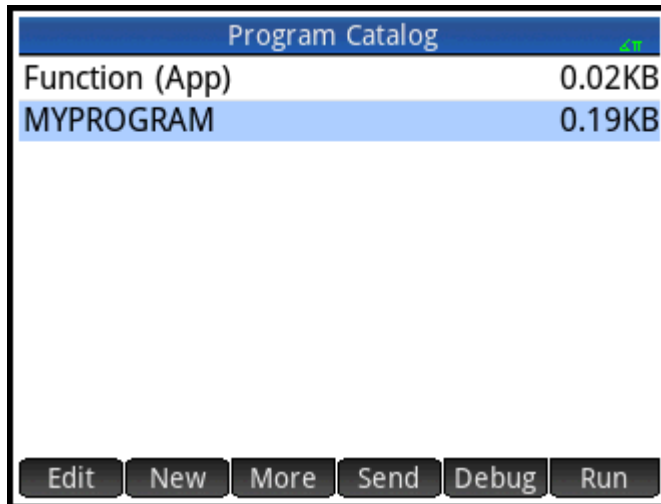 Program Catalog
∡π
Function (App) 0.02KB
MYPROGRAM 0.19KB
Edit New More Send Debug Run